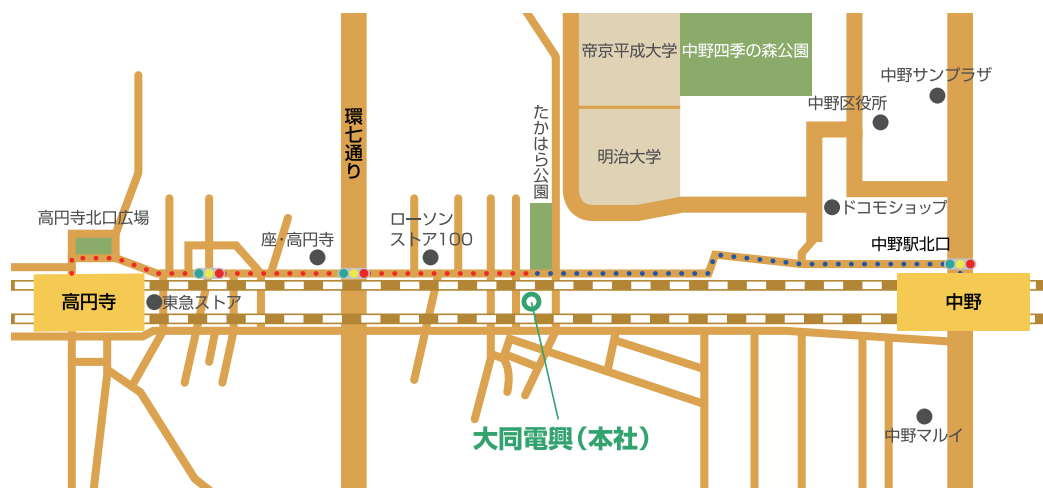 帝京平成大学
中野四季の森公園
中野サンプラザ
中野区役所
環七通り
たかはら公園
明治大学
高円寺北口広場
座・高円寺
ローソン
ストア100
ドコモショップ
中野駅北口
高円寺
東急ストア
中野
大同電興(本社)
中野マルイ